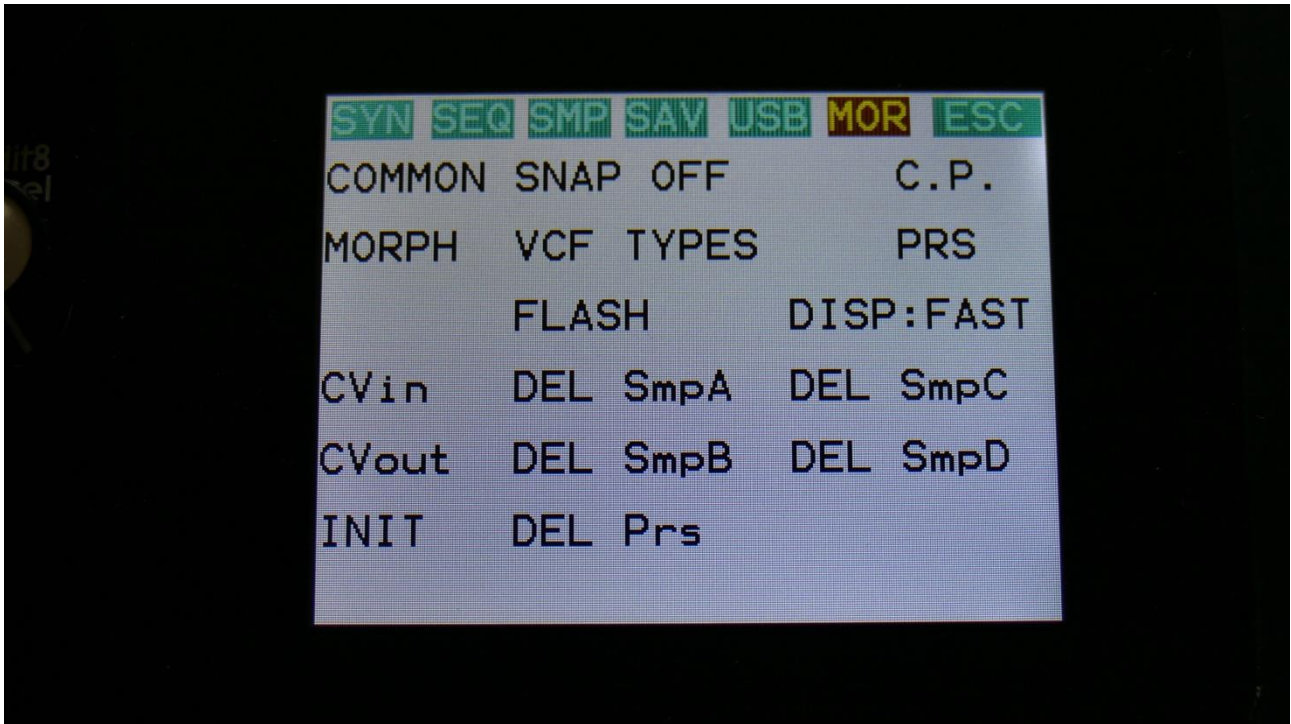 SYN SEQ SMP SAV USB MOR ESC
COMMON SNAP OFF C.P.
MORPH VCF TYPES PRS
FLASH DISP:FAST
CVin DEL SmpA DEL SmpC
CVout DEL SmpB DEL SmpD
INIT DEL Prs